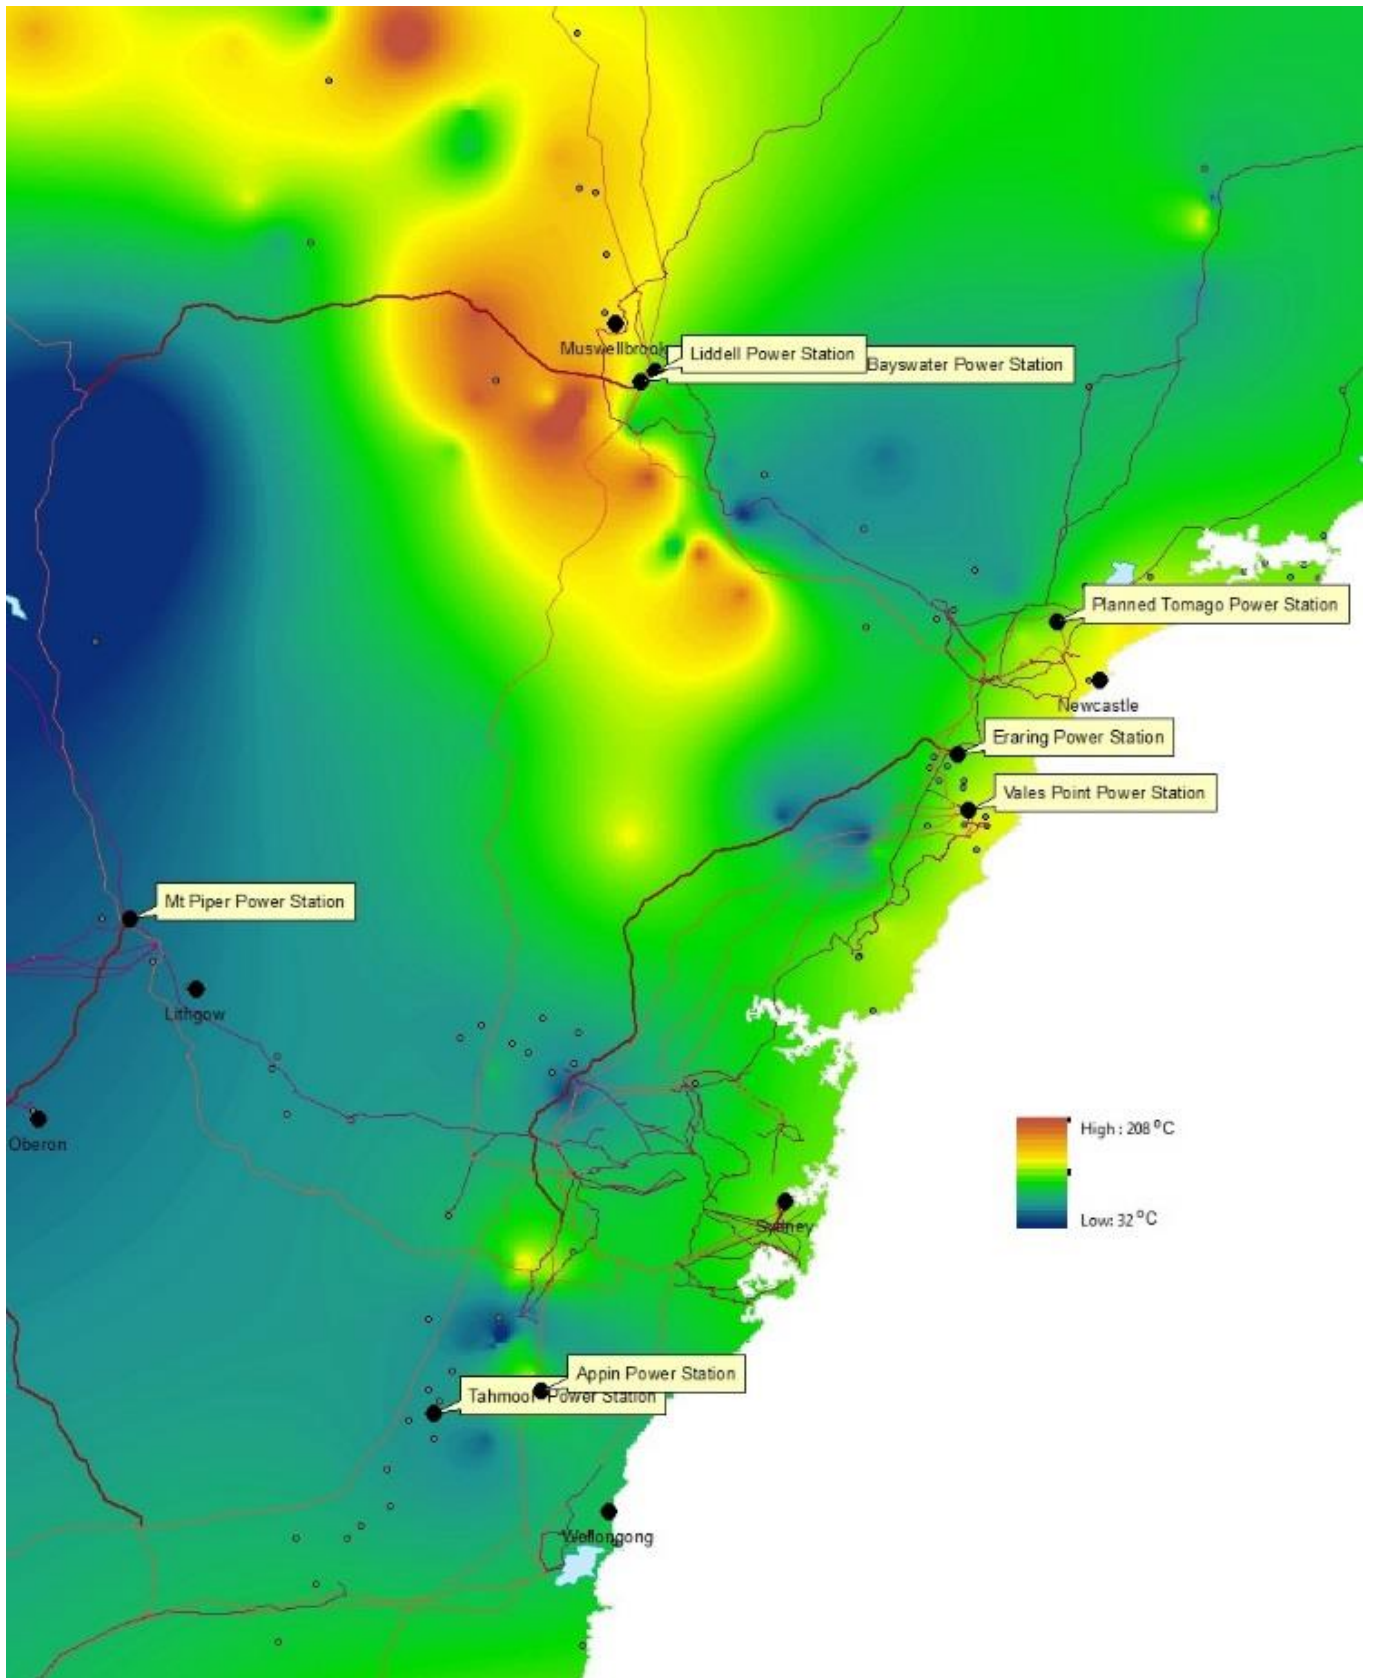 Muswellbrook
Liddell Power Station
Bayswater Power Station
Planned Tomago Power Station
Newcastle
Eraring Power Station
Vales Point Power Station
Mt Piper Power Station
Lithgow
Oberon
High : 208 °C
Low: 32 °C
Sydney
Appin Power Station
Tahmoor Power Station
Wollongong